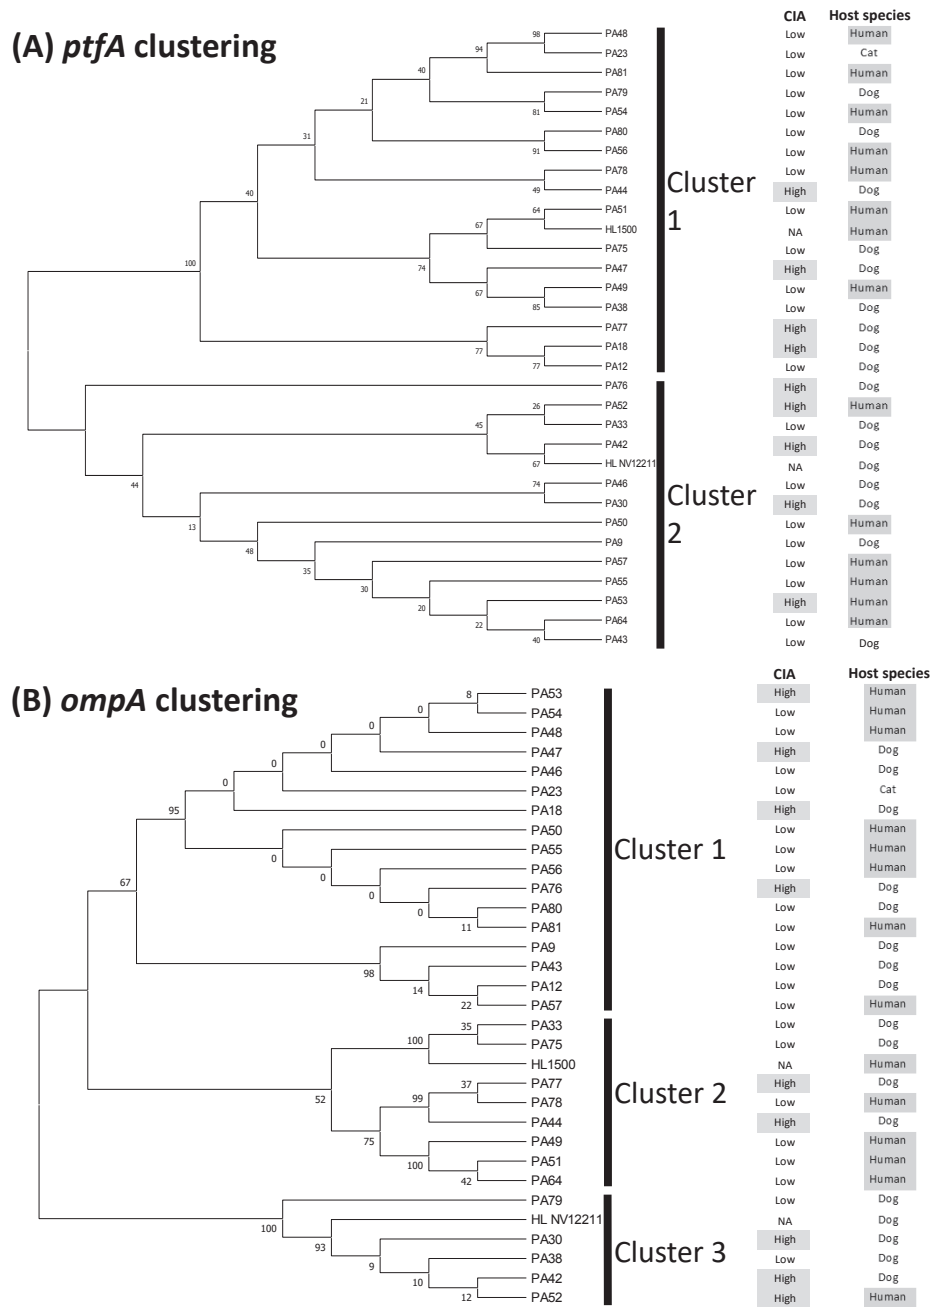 CIA Host species
(A) ptfA clustering
98 PA48 Low Human
94 PA23 Low Cat
40 PA81 Low Human
21 PA79 Low Dog
81 PA54 Low Human
31 PA80 Low Dog
91 PA56 Low Human
PA78 Low Human
40 49 PA44 High Dog
Cluster
1
64 PA51 Low Human
67 HL1500 NA Human
PA75 Low Dog
100 74 PA47 High Dog
67 PA49 Low Human
85 PA38 Low Dog
PA77 High Dog
77 PA18 High Dog
77 PA12 Low Dog
PA76 High Dog
26 PA52 High Human
45 PA33 Low Dog
PA42 High Dog
67 HL NV12211 NA Dog
44 74 PA46 Low Dog
PA30 High Dog
Cluster
2
13 PA50 Low Human
48 PA9 Low Dog
35 PA57 Low Human
30 PA55 Low Human
20 PA53 High Human
22 PA64 Low Human
40 PA43 Low Dog
CIA Host species
(B) ompA clustering
8 PA53 High Human
0 PA54 Low Human
0 PA48 Low Human
0 PA47 High Dog
0 PA46 Low Dog
0 PA23 Low Cat
95 PA18 High Dog
PA50 Low Human
0 PA55 Low Human
Cluster 1
0 PA56 Low Human
67 0 PA76 High Dog
0 PA80 Low Dog
11 PA81 Low Human
PA9 Low Dog
98 PA43 Low Dog
14 PA12 Low Dog
22 PA57 Low Human
35 PA33 Low Dog
100 PA75 Low Dog
HL1500 NA Human
37 PA77 High Dog
Cluster 2
52 99 PA78 Low Human
PA44 High Dog
75 PA49 Low Human
100 PA51 Low Human
42 PA64 Low Human
PA79 Low Dog
100 HL NV12211 NA Dog
93 PA30 High Dog
Cluster 3
9 PA38 Low Dog
10 PA42 High Dog
12 PA52 High Human